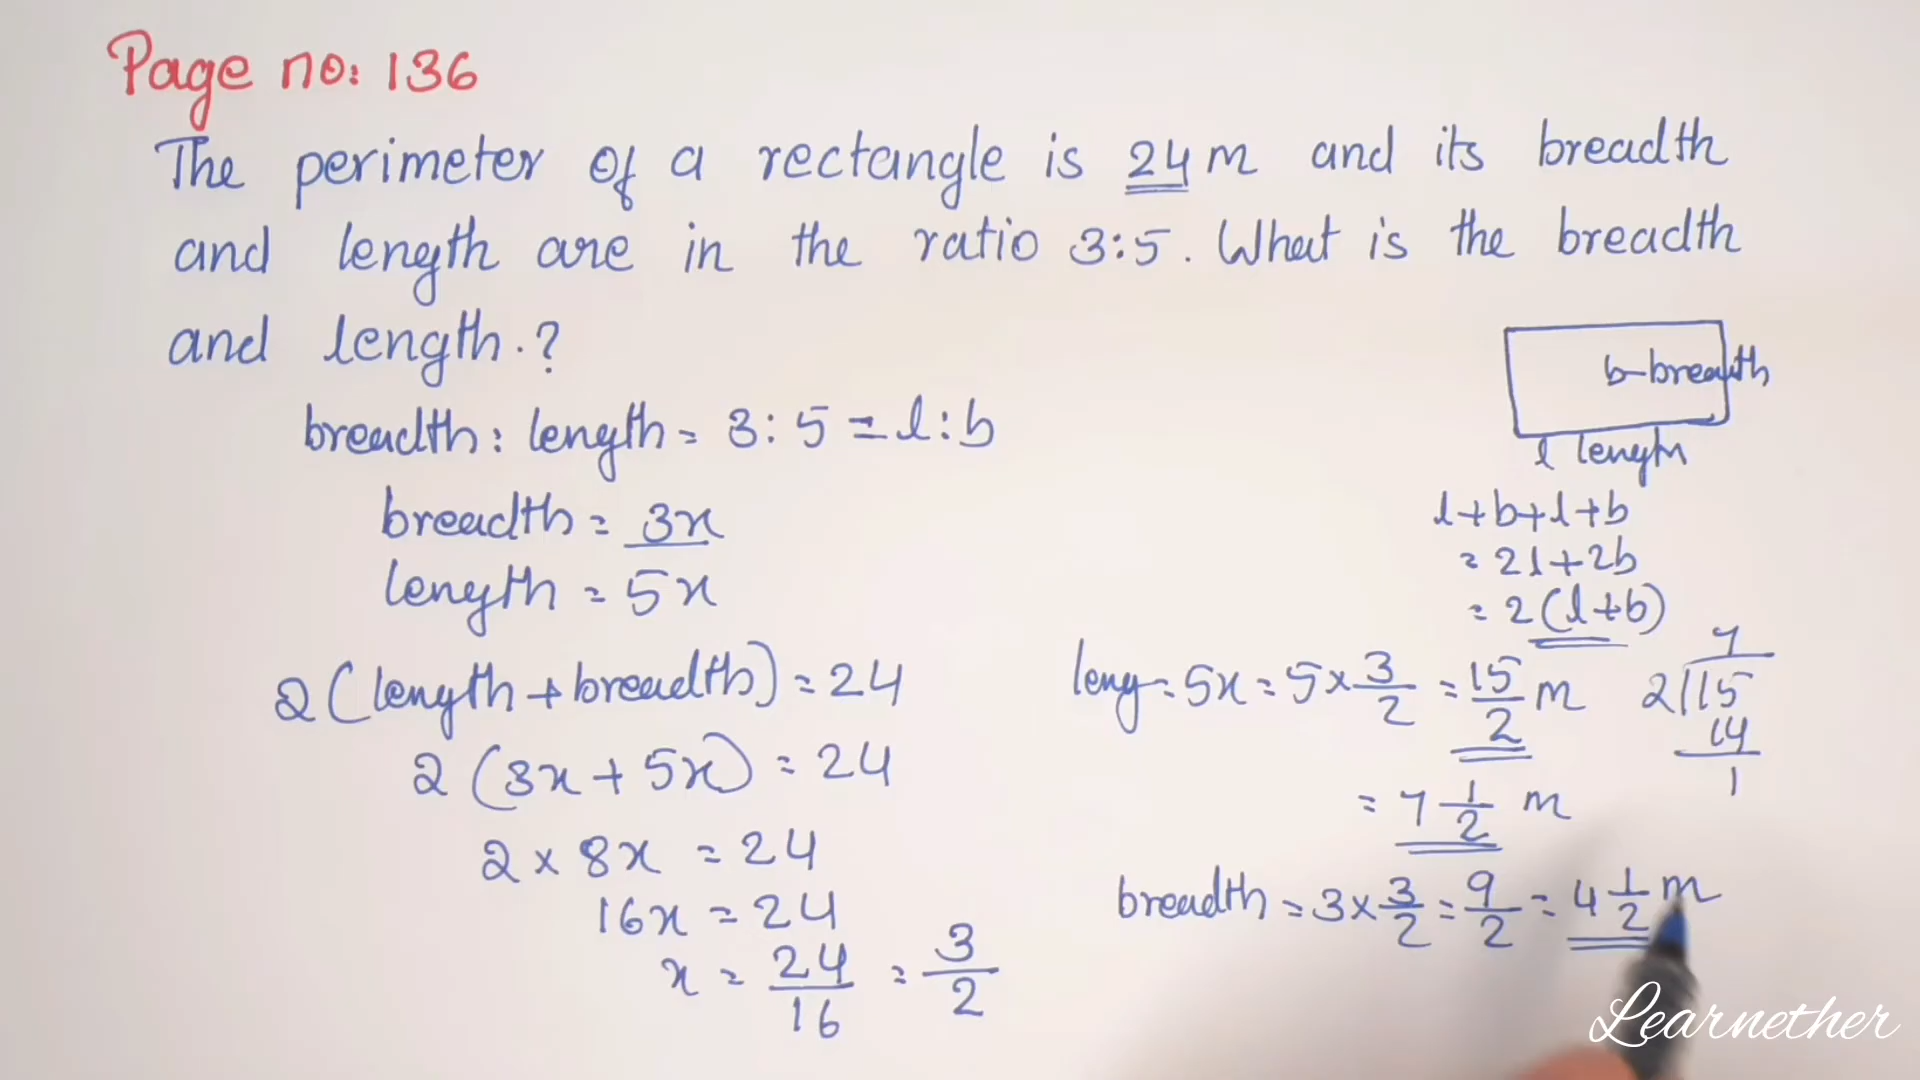 Page no: 136
The perimeter of a rectangle is 24m and its breadth
and length are in the ratio 3:5. What is the breadth
and length.?
b-breadth
l length
breadth: length = 3:5 = l:b
breadth = 3x
length = 5x
2(length+breadth) = 24
2(3x+5x) = 24
2 × 8x = 24
16x = 24
x = 24/16 = 3/2
l+b+l+b
= 2l+2b
= 2(l+b)
leng = 5x = 5 × 3/2 = 15/2 m
= 7 1/2 m
7
2 15
14
1
breadth = 3 × 3/2 = 9/2 = 4 1/2 m
Learnether